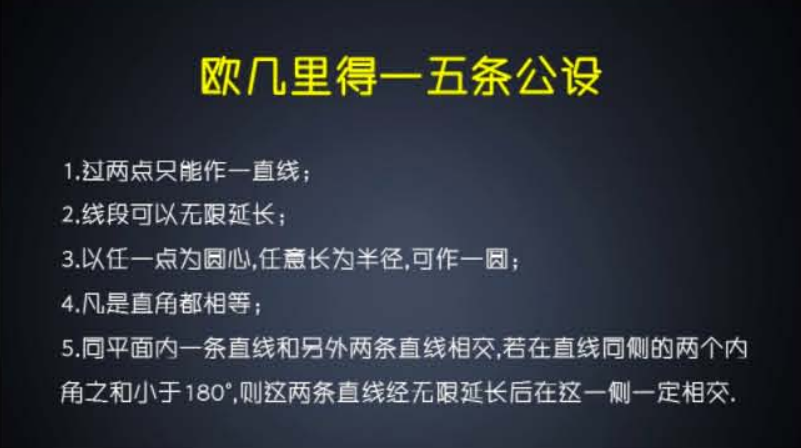 欧几里得一五条公设
1.过两点只能作一直线；
2.线段可以无限延长；
3.以任一点为圆心,任意长为半径,可作一圆；
4.凡是直角都相等；
5.同平面内一条直线和另外两条直线相交,若在直线同侧的两个内
角之和小于180°,则这两条直线经无限延长后在这一侧一定相交.